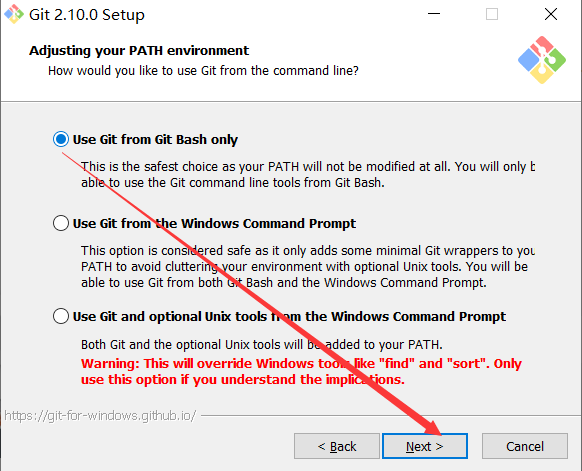 Git 2.10.0 Setup
Adjusting your PATH environment
How would you like to use Git from the command line?
Use Git from Git Bash only
This is the safest choice as your PATH will not be modified at all. You will only b
able to use the Git command line tools from Git Bash.
Use Git from the Windows Command Prompt
This option is considered safe as it only adds some minimal Git wrappers to you
PATH to avoid cluttering your environment with optional Unix tools. You will be
able to use Git from both Git Bash and the Windows Command Prompt.
Use Git and optional Unix tools from the Windows Command Prompt
Both Git and the optional Unix tools will be added to your PATH.
Warning: This will override Windows tools like "find" and "sort". Only
use this option if you understand the implications.
https://git-for-windows.github.io/
< Back
Next >
Cancel